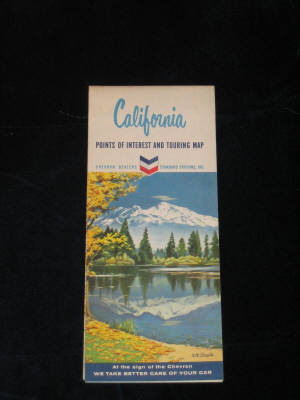 California
POINTS OF INTEREST AND TOURING MAP
CHEVRON DEALERS STANDARD STATIONS, INC.
At the sign of the Chevron
WE TAKE BETTER CARE OF YOUR CAR